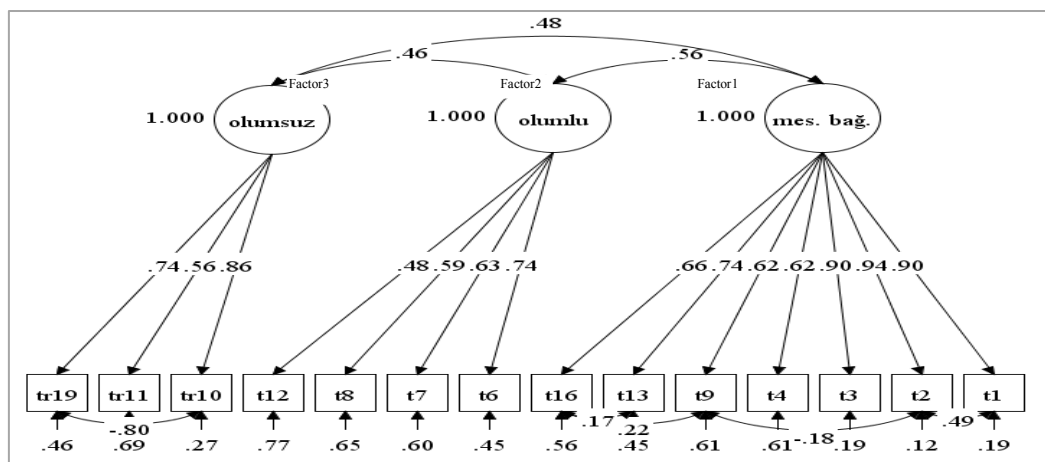 .48
.46 .56
Factor3 Factor2 Factor1
1.000 olumsuz 1.000 olumlu 1.000 mes. bağ.
.74 .56 .86 .48 .59 .63 .74 .66 .74 .62 .62 .90 .94 .90
tr19 tr11 tr10 t12 t8 t7 t6 t16 t13 t9 t4 t3 t2 t1
-.80 .17 .22 -.18 .49
.46 .69 .27 .77 .65 .60 .45 .56 .45 .61 .61 .19 .12 .19